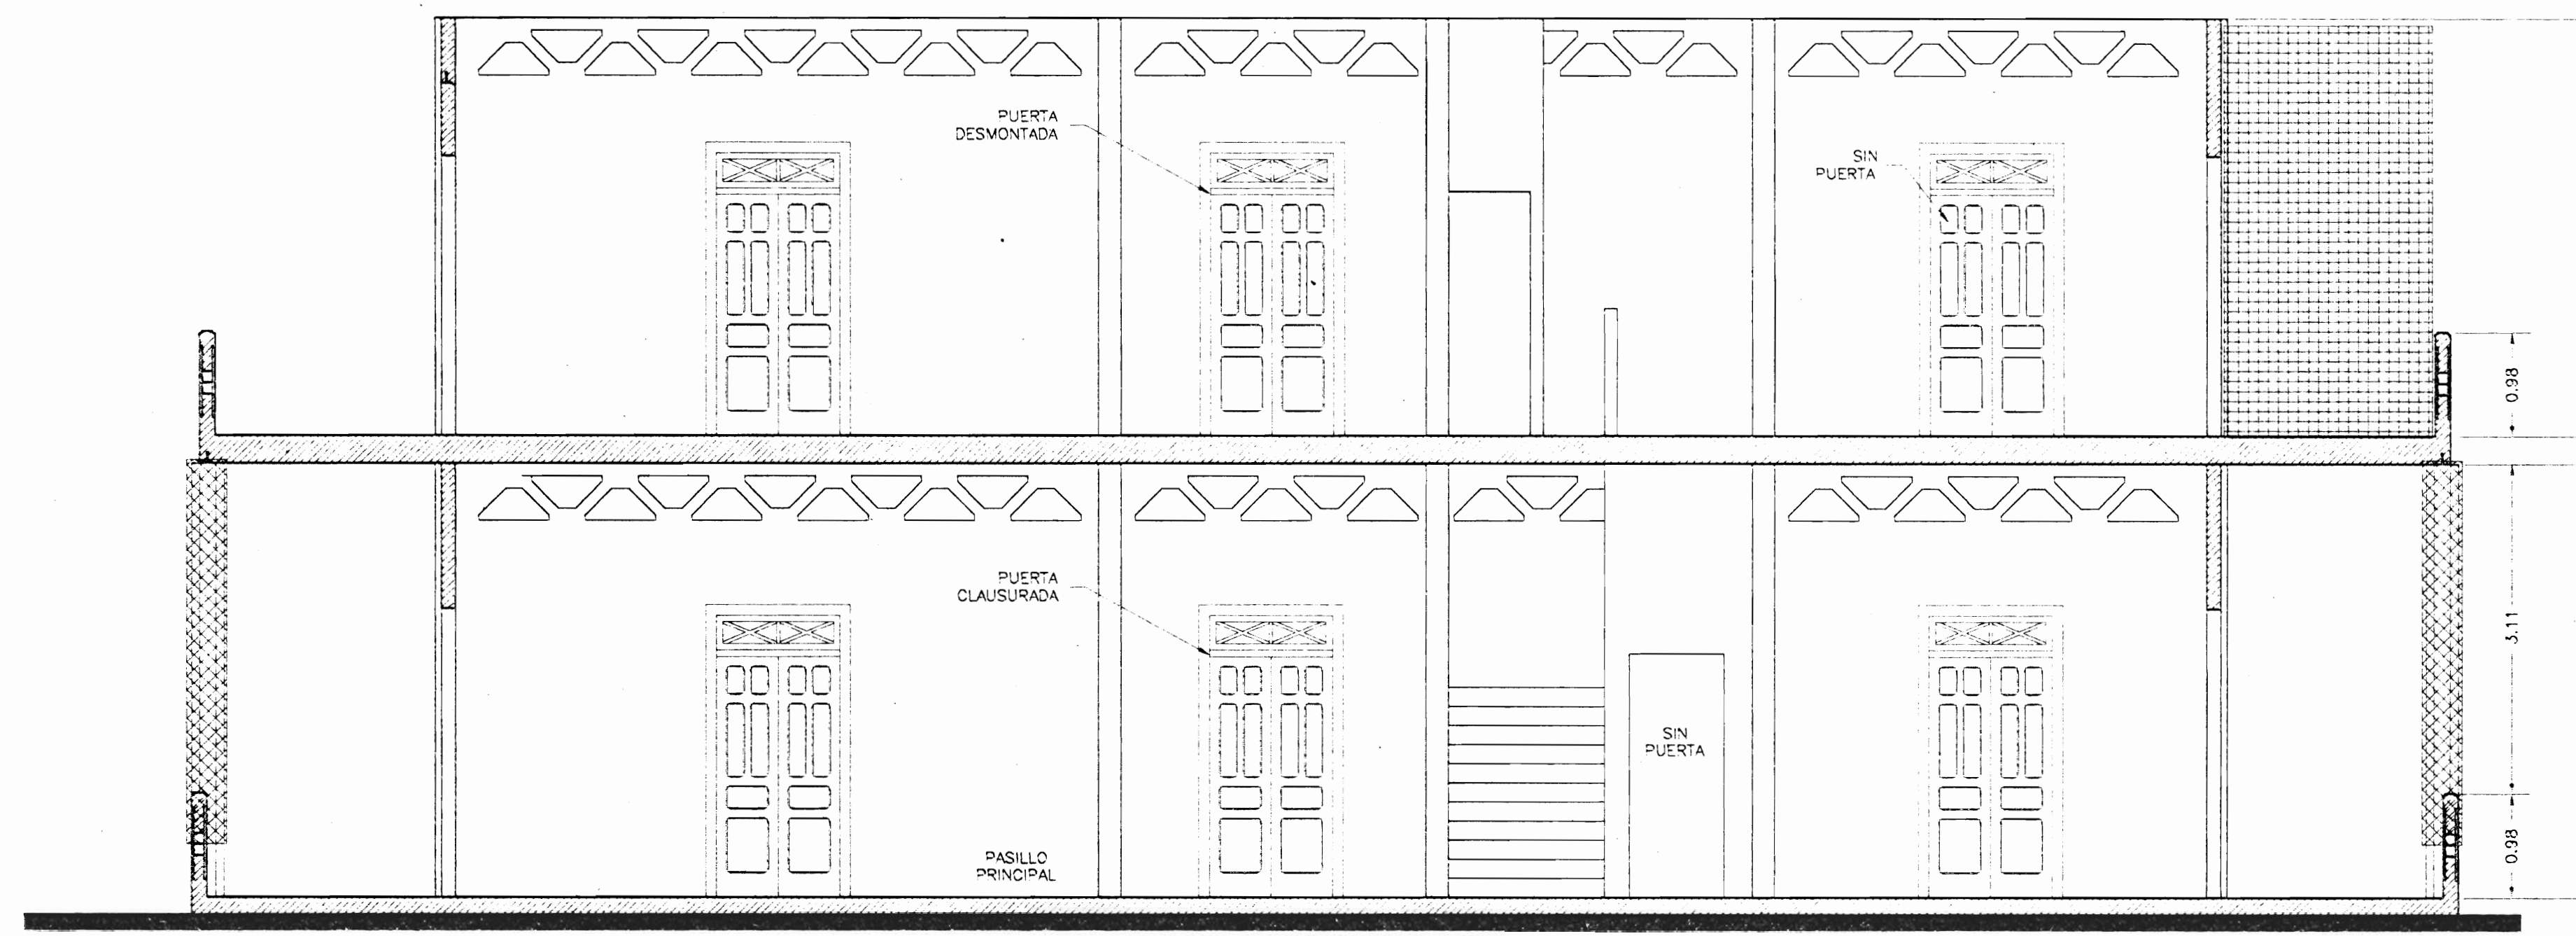 PUERTA
DESMONTADA
SIN
PUERTA
0.98
PUERTA
CLAUSURADA
3.11
SIN
PUERTA
PASILLO
PRINCIPAL
0.98